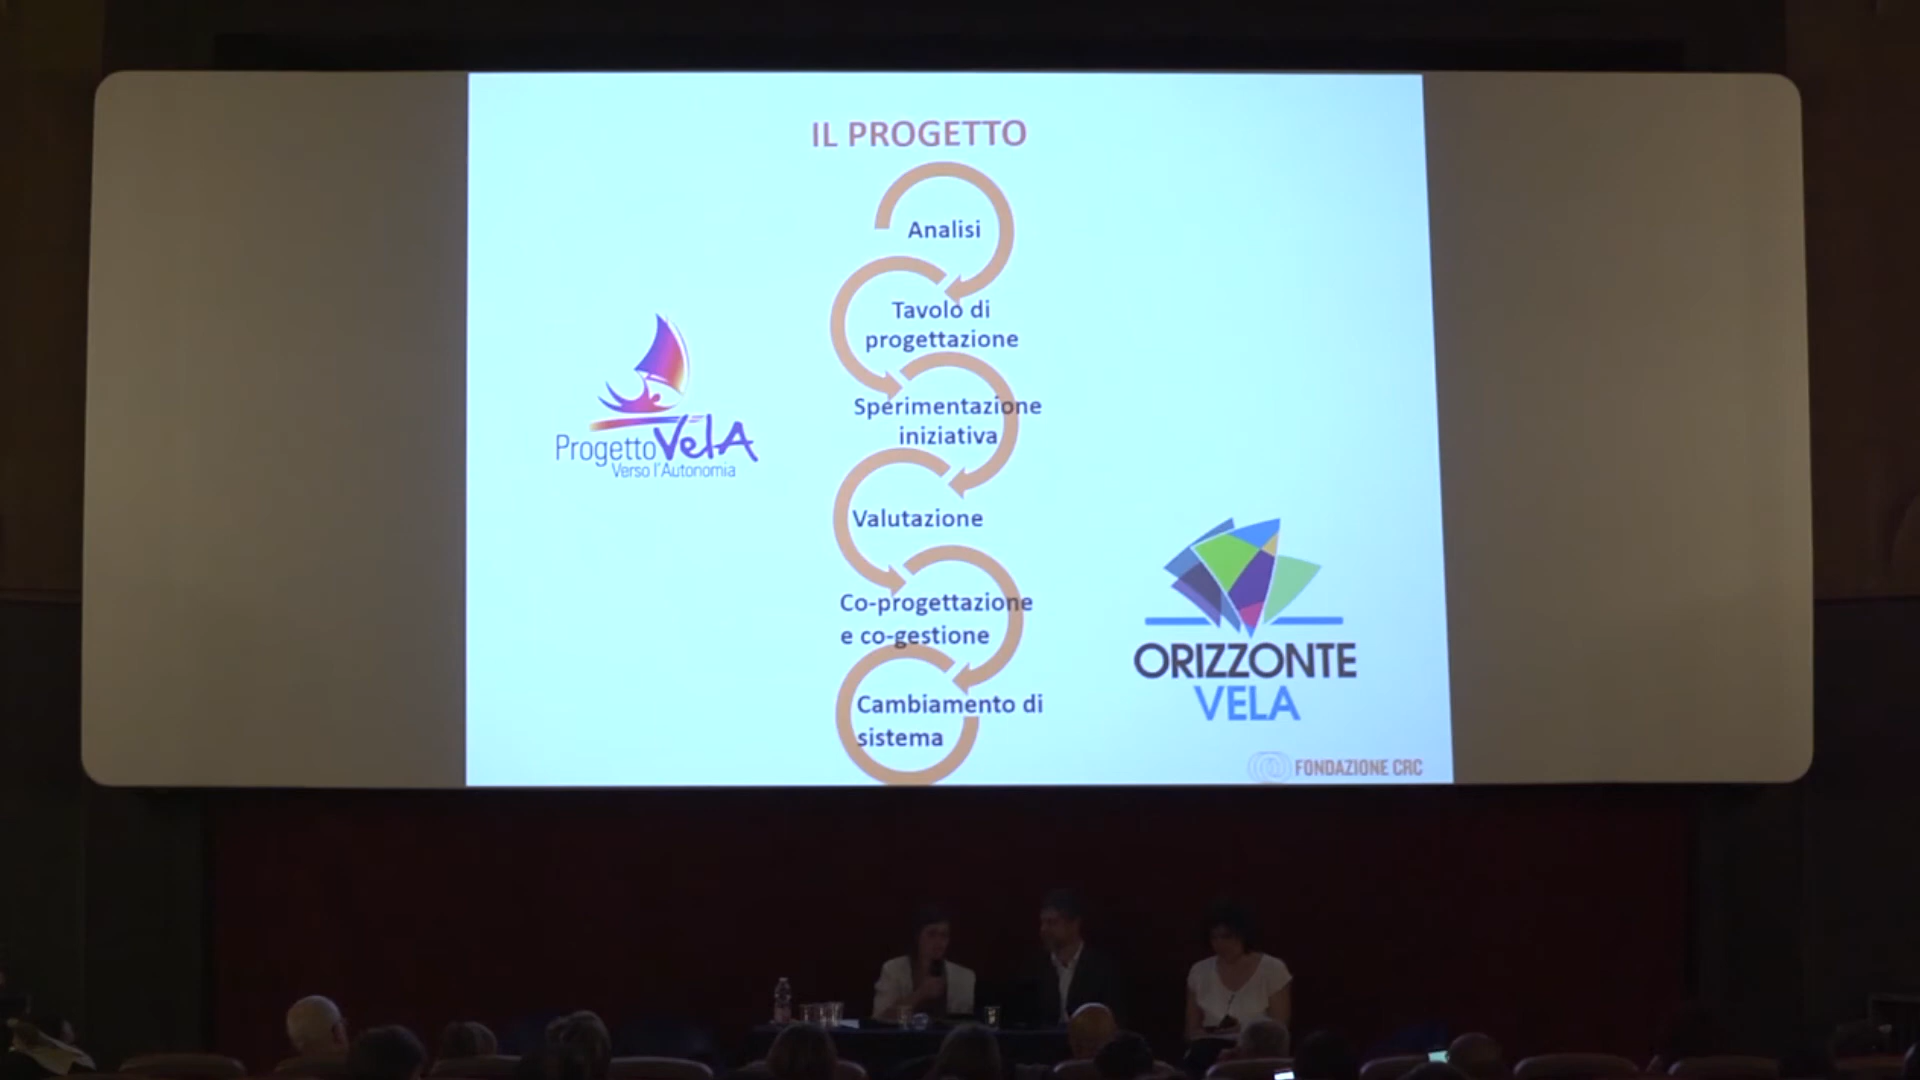 IL PROGETTO
Analisi
Tavolo di
progettazione
Sperimentazione
iniziativa
Valutazione
Co-progettazione
e co-gestione
Cambiamento di
sistema
Progetto VelA
Verso l'Autonomia
ORIZZONTE
VELA
FONDAZIONE CRC